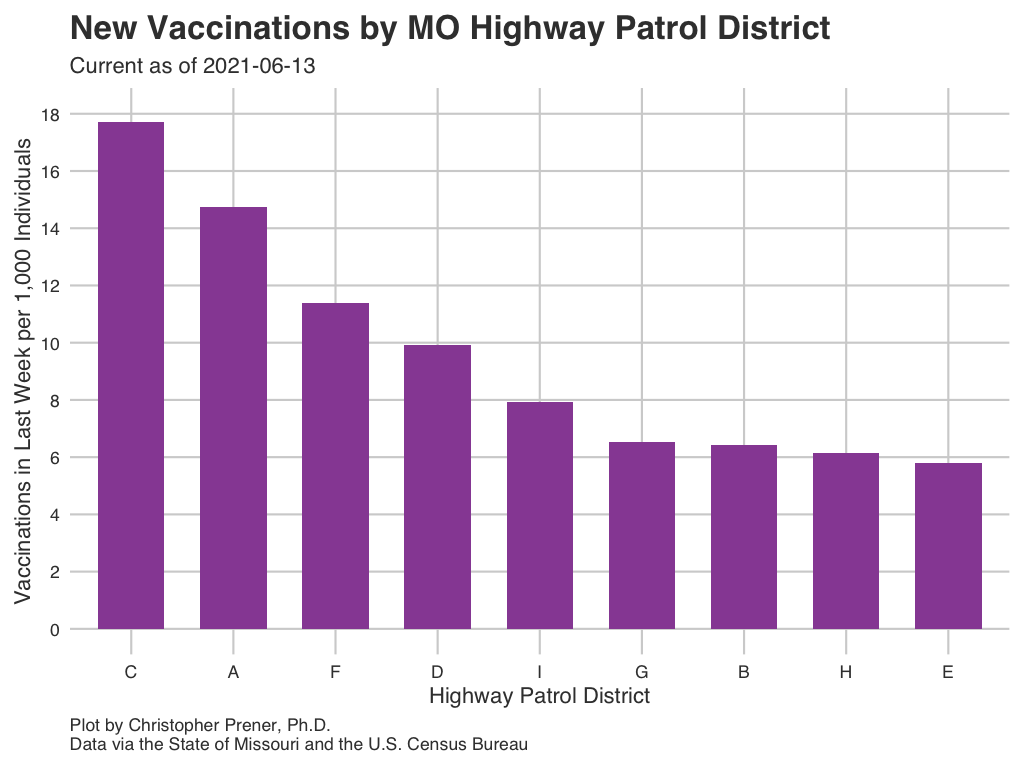 New Vaccinations by MO Highway Patrol District
Current as of 2021-06-13
Vaccinations in Last Week per 1,000 Individuals
18
16
14
12
10
8
6
4
2
0
C A F D I G B H E
Highway Patrol District
Plot by Christopher Prener, Ph.D.
Data via the State of Missouri and the U.S. Census Bureau